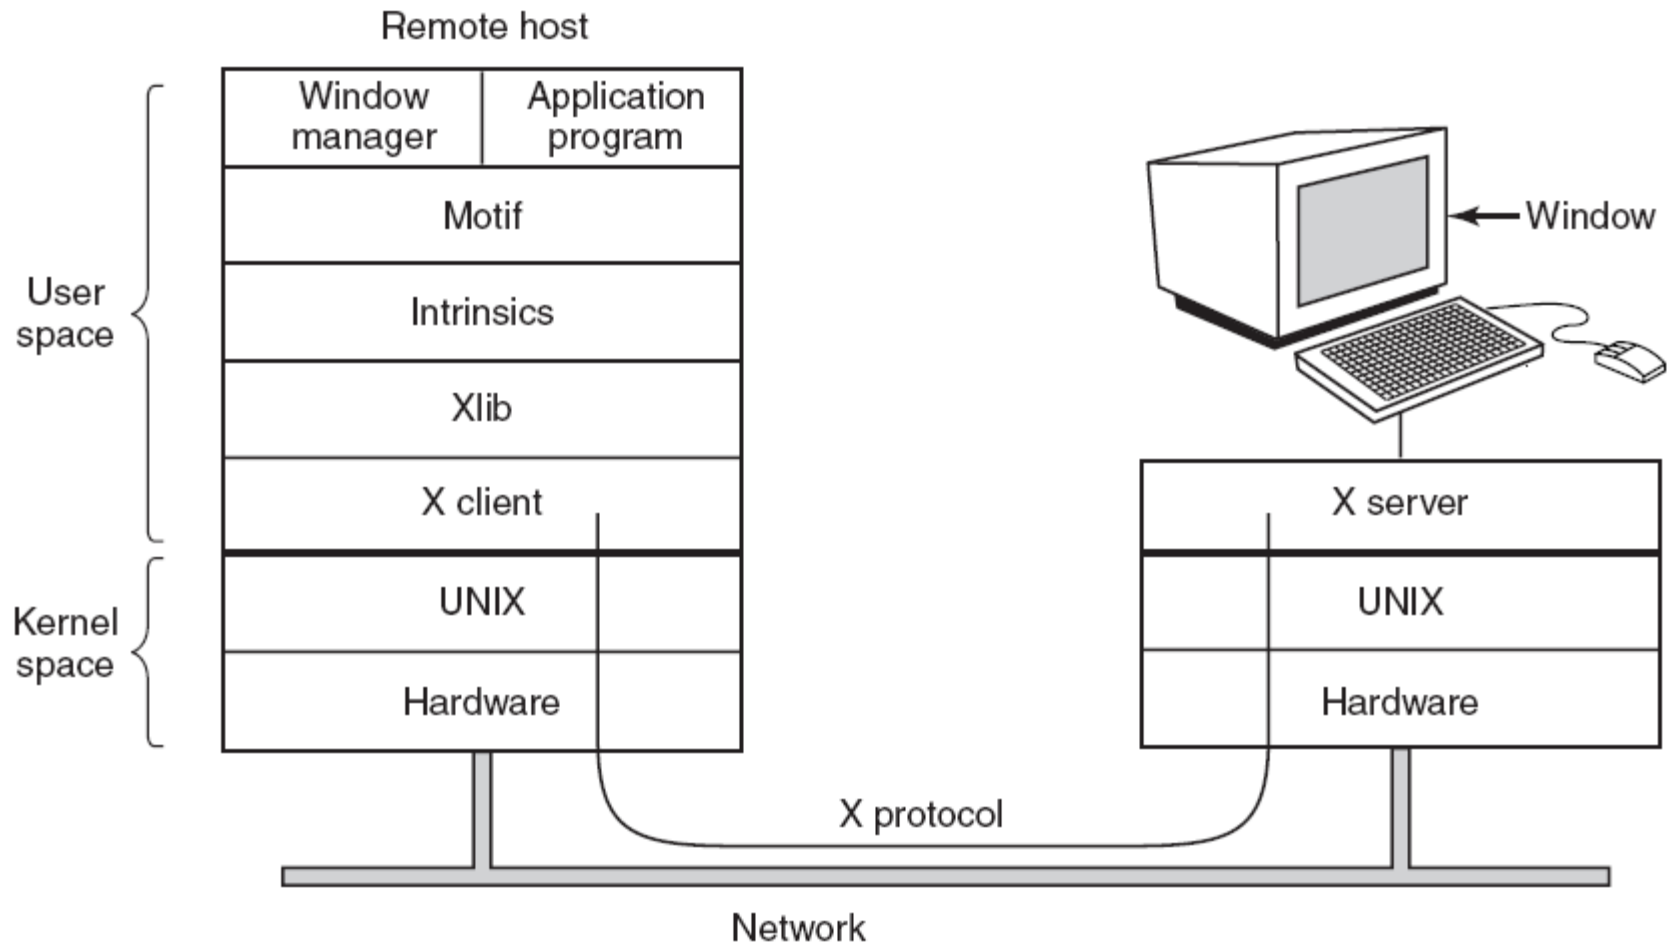 Remote host
Window
manager
Application
program
Motif
Intrinsics
Xlib
X client
UNIX
Hardware
User
space
Kernel
space
Window
X server
UNIX
Hardware
X protocol
Network